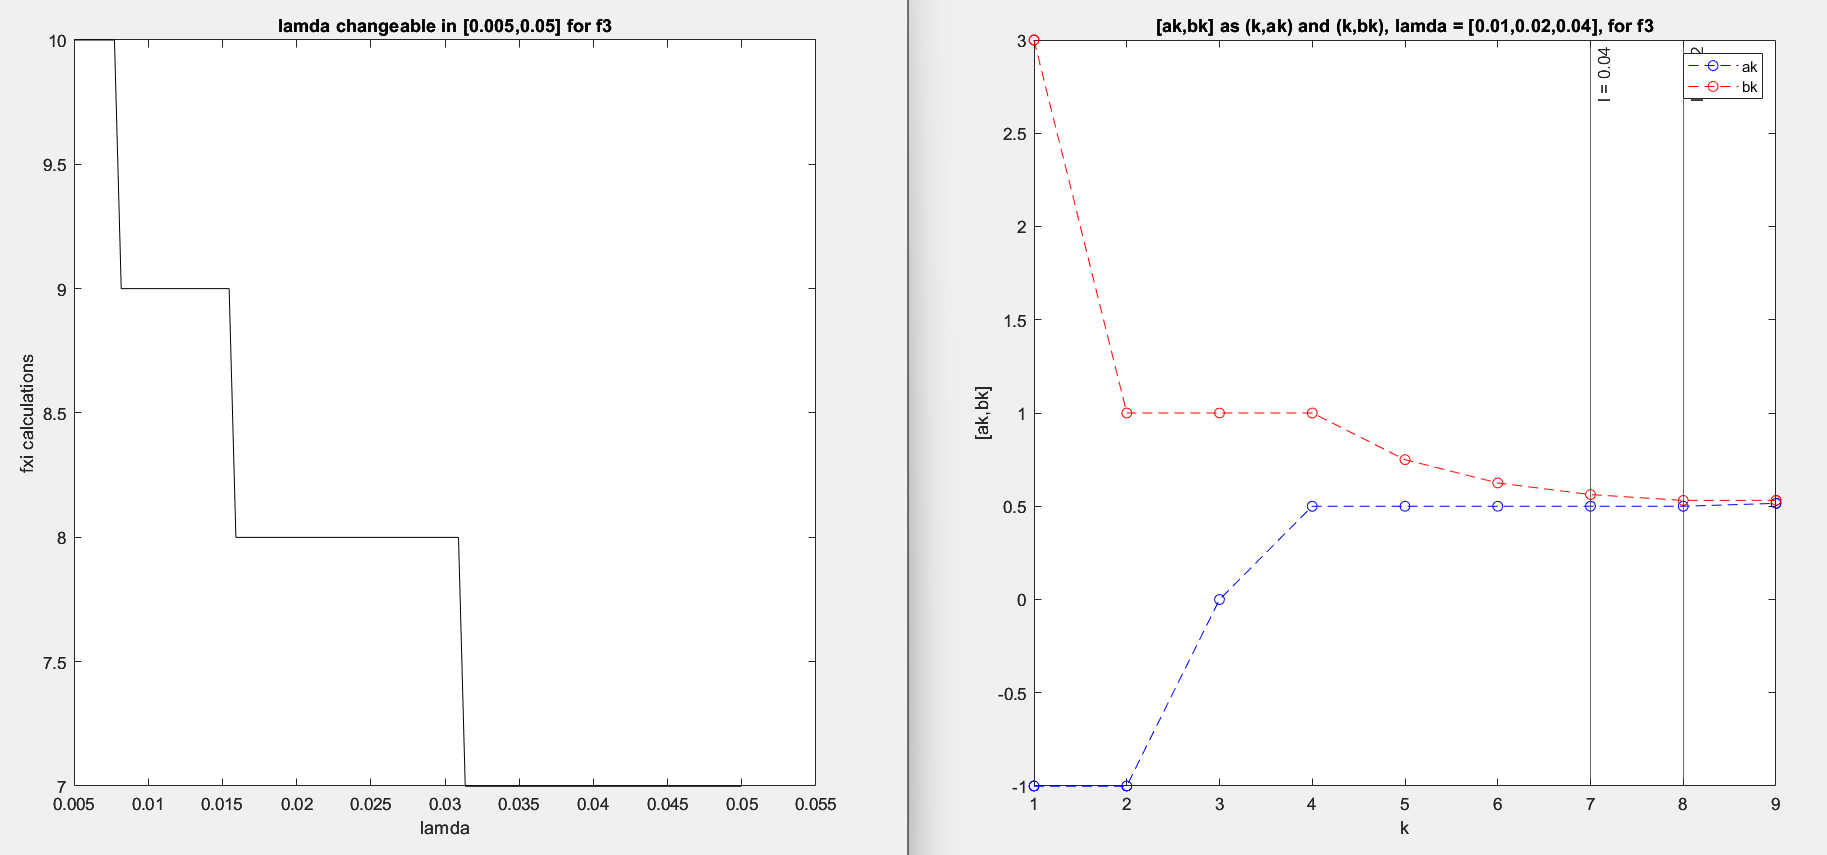 lamda changeable in [0.005,0.05] for f3
10
9.5
9
8.5
8
7.5
7
fxi calculations
0.005 0.01 0.015 0.02 0.025 0.03 0.035 0.04 0.045 0.05 0.055
lamda
[ak,bk] as (k,ak) and (k,bk), lamda = [0.01,0.02,0.04], for f3
3
2.5
2
1.5
1
0.5
0
-0.5
-1
[ak,bk]
l = 0.04
ak
bk
1 2 3 4 5 6 7 8 9
k